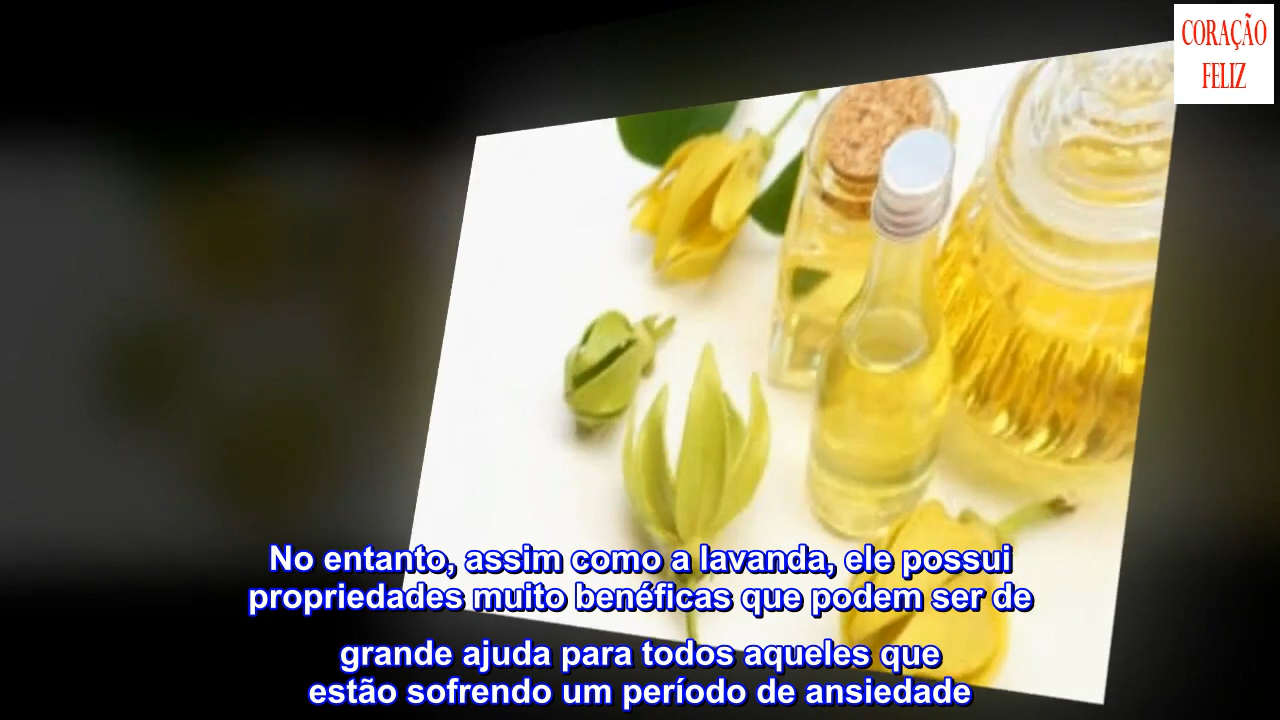 CORAÇÃO
FELIZ
No entanto, assim como a lavanda, ele possui
propriedades muito benéficas que podem ser de
grande ajuda para todos aqueles que
estão sofrendo um período de ansiedade